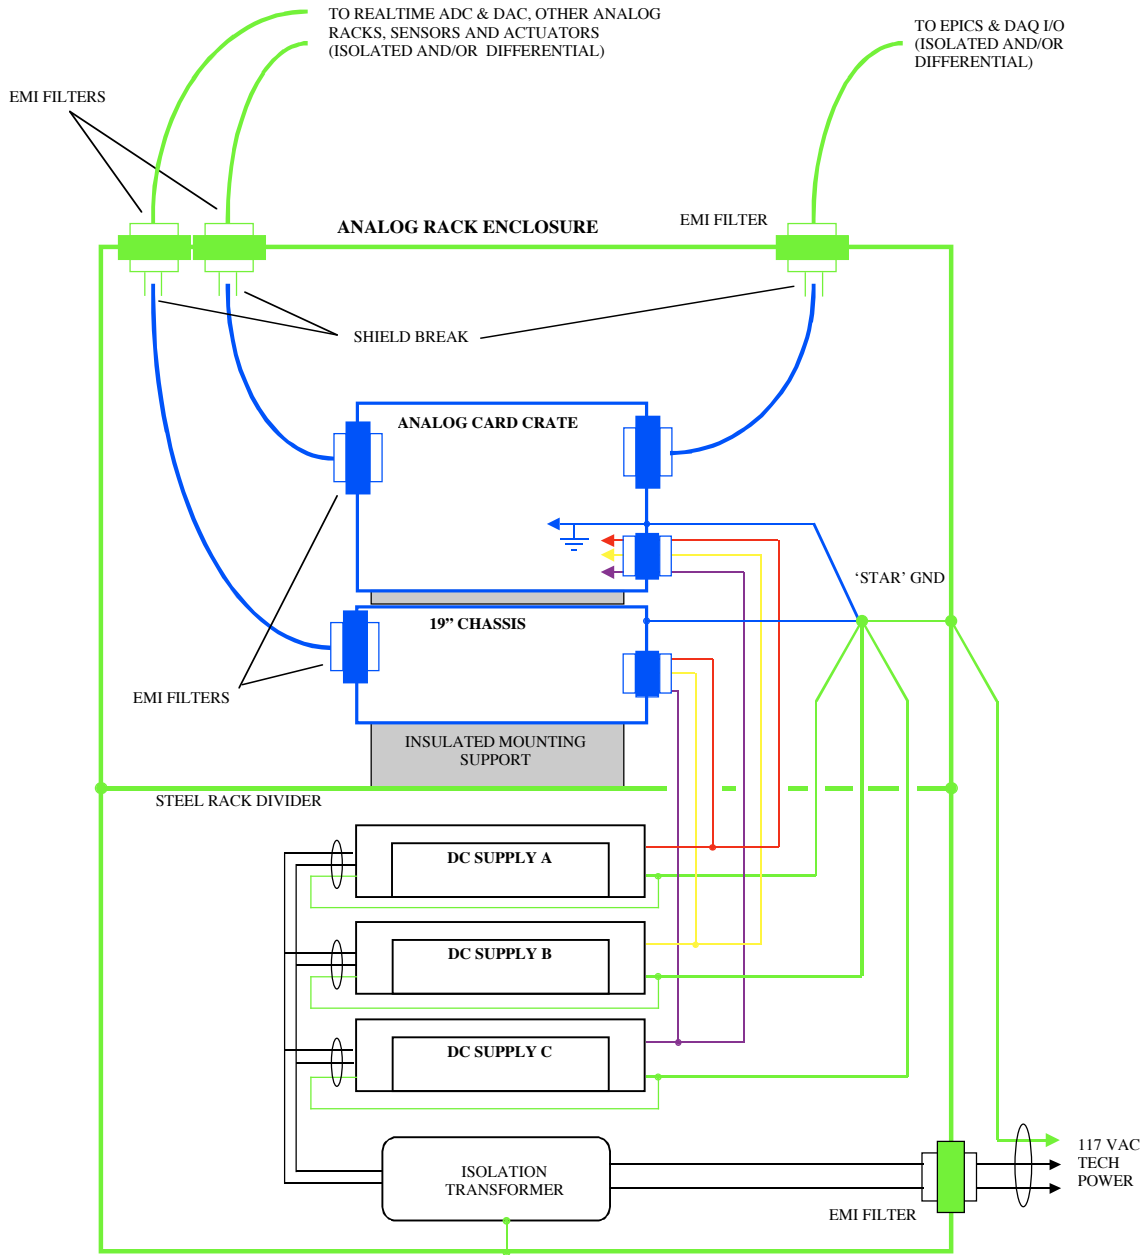 TO REALTIME ADC & DAC, OTHER ANALOG
RACKS, SENSORS AND ACTUATORS
(ISOLATED AND/OR  DIFFERENTIAL)
TO EPICS & DAQ I/O
(ISOLATED AND/OR
DIFFERENTIAL)
EMI FILTERS
ANALOG RACK ENCLOSURE
EMI FILTER
SHIELD BREAK
ANALOG CARD CRATE
‘STAR’ GND
19” CHASSIS
EMI FILTERS
INSULATED MOUNTING
SUPPORT
STEEL RACK DIVIDER
DC SUPPLY A
DC SUPPLY B
DC SUPPLY C
ISOLATION
TRANSFORMER
117 VAC
TECH
POWER
EMI FILTER